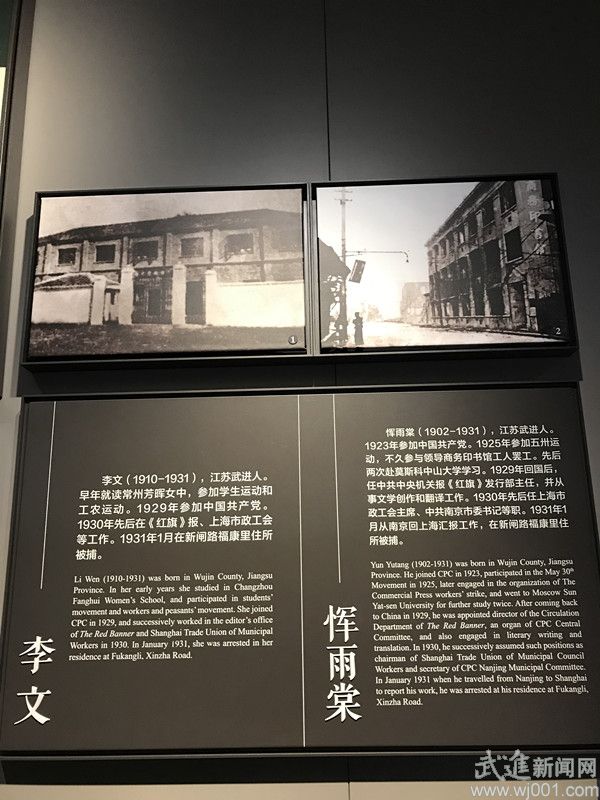 1
2
李文（1910-1931），江苏武进人。
早年就读常州芳晖女中，参加学生运动和
工农运动。1929年参加中国共产党。
1930年先后在《红旗》报、上海市政工会
等工作。1931年1月在新闸路福康里住所
被捕。
Li Wen (1910-1931) was born in Wujin County, Jiangsu
Province. In her early years she studied in Changzhou
Fanghui Women's School, and participated in students'
movement and workers and peasants' movement. She joined
CPC in 1929, and successively worked in the editor's office
of The Red Banner and Shanghai Trade Union of Municipal
Workers in 1930. In January 1931, she was arrested in her
residence at Fukangli, Xinzha Road.
李文
恽雨棠（1902-1931），江苏武进人。
1923年参加中国共产党。1925年参加五卅运
动，不久参与领导商务印书馆工人罢工。先后
两次赴莫斯科中山大学学习。1929年回国后，
任中共中央机关报《红旗》发行部主任，并从
事文学创作和翻译工作。1930年先后任上海市
政工会主席、中共南京市委书记等职。1931年1
月从南京回上海汇报工作，在新闸路福康里住
所被捕。
Yun Yutang (1902-1931) was born in Wujin County, Jiangsu
Province. He joined CPC in 1923, participated in the May 30th
Movement in 1925, later engaged in the organization of The
Commercial Press workers' strike, and went to Moscow Sun
Yat-sen University for further study twice. After coming back
to China in 1929, he was appointed director of the Circulation
Department of The Red Banner, an organ of CPC Central
Committee, and also engaged in literary writing and
translation. In 1930, he successively assumed such positions as
chairman of Shanghai Trade Union of Municipal Council
Workers and secretary of CPC Nanjing Municipal Committee.
In January 1931 when he travelled from Nanjing to Shanghai
to report his work, he was arrested at his residence at Fukangli,
Xinzha Road.
恽雨棠
武進新闻网
www.wj001.com